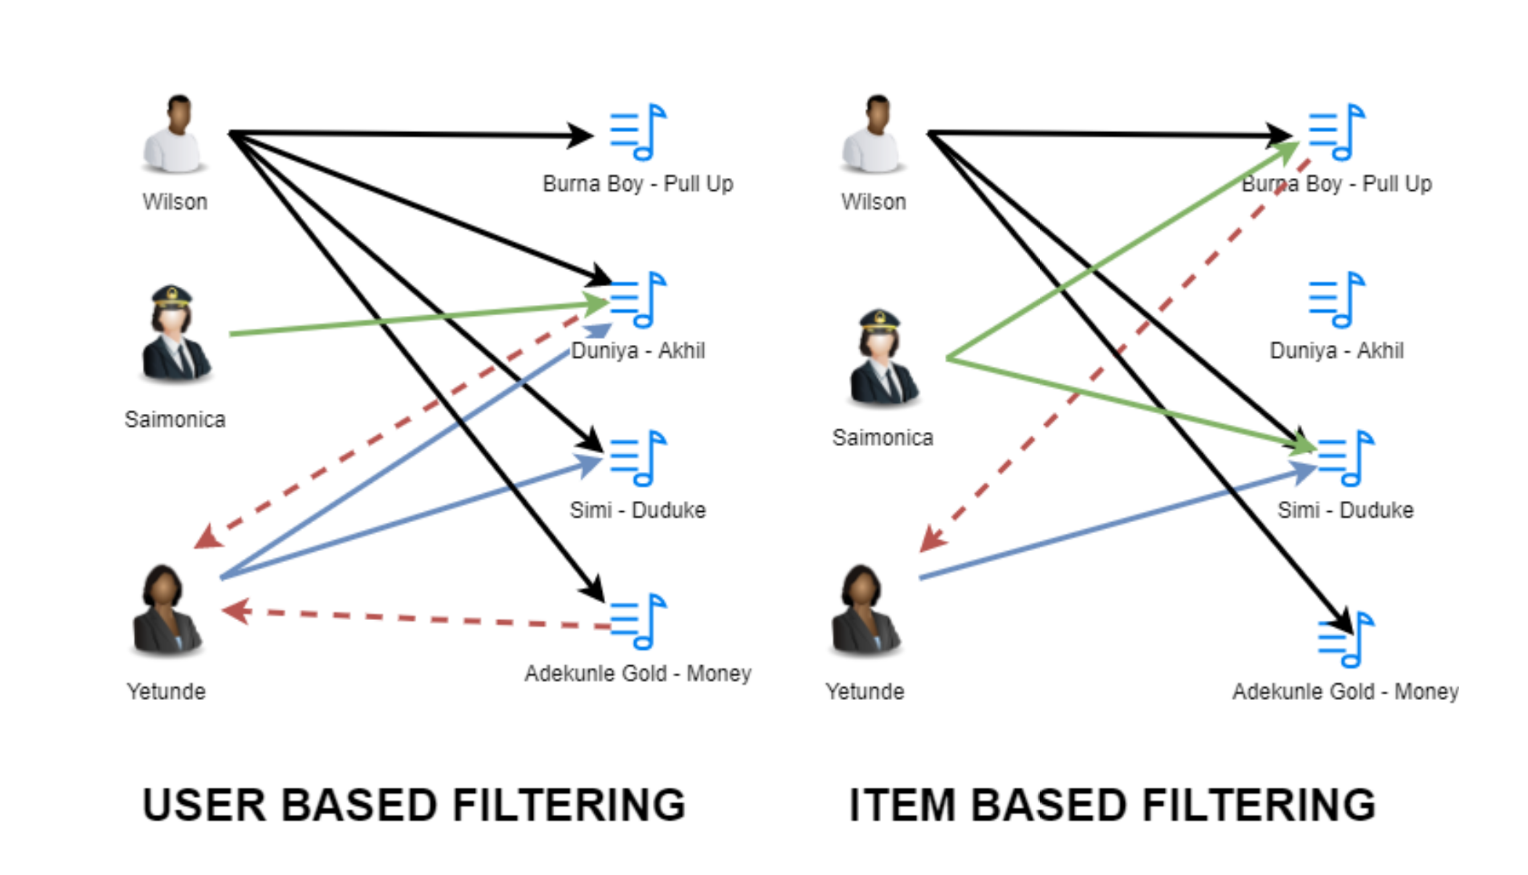 Wilson
Burna Boy - Pull Up
Saimonica
Duniya - Akhil
Simi - Duduke
Yetunde
Adekunle Gold - Money
USER BASED FILTERING
Wilson
Burna Boy - Pull Up
Duniya - Akhil
Saimonica
Simi - Duduke
Yetunde
Adekunle Gold - Money
ITEM BASED FILTERING